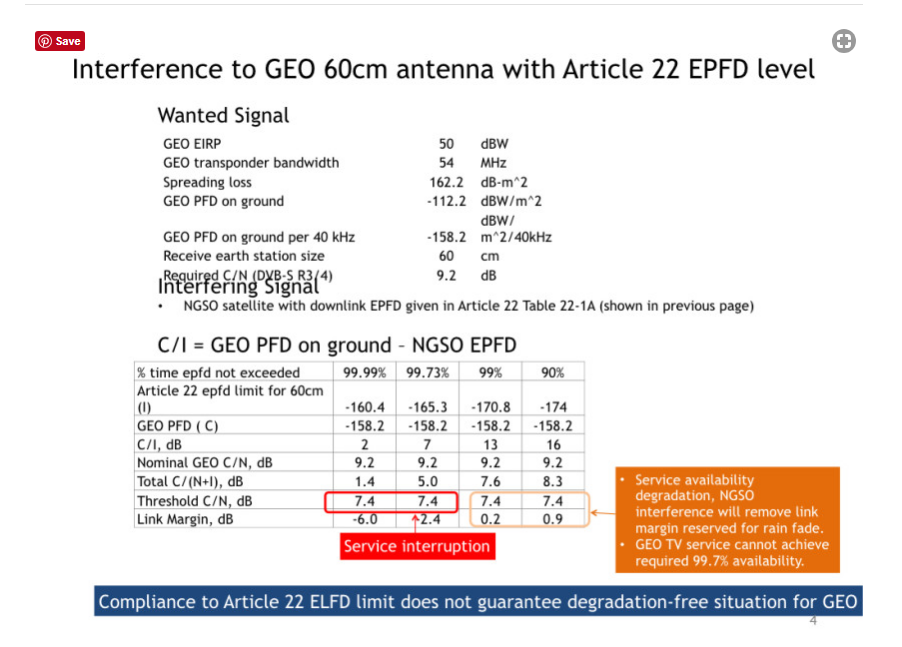 Save
Interference to GEO 60cm antenna with Article 22 EPFD level
Wanted Signal
GEO EIRP 50 dBW
GEO transponder bandwidth 54 MHz
Spreading loss 162.2 dB-m^2
GEO PFD on ground -112.2 dBW/m^2
dBW/
GEO PFD on ground per 40 kHz -158.2 m^2/40kHz
Receive earth station size 60 cm
Required C/N (DVB-S R3/4) 9.2 dB
Interfering Signal
• NGSO satellite with downlink EPFD given in Article 22 Table 22-1A (shown in previous page)
C/I = GEO PFD on ground – NGSO EPFD
% time epfd not exceeded 99.99% 99.73% 99% 90%
Article 22 epfd limit for 60cm
(I) -160.4 -165.3 -170.8 -174
GEO PFD ( C) -158.2 -158.2 -158.2 -158.2
C/I, dB 2 7 13 16
Nominal GEO C/N, dB 9.2 9.2 9.2 9.2
Total C/(N+I), dB 1.4 5.0 7.6 8.3
Threshold C/N, dB 7.4 7.4 7.4 7.4
Link Margin, dB -6.0 -2.4 0.2 0.9
Service interruption
• Service availability
degradation, NGSO
interference will remove link
margin reserved for rain fade.
• GEO TV service cannot achieve
required 99.7% availability.
Compliance to Article 22 ELFD limit does not guarantee degradation-free situation for GEO
4